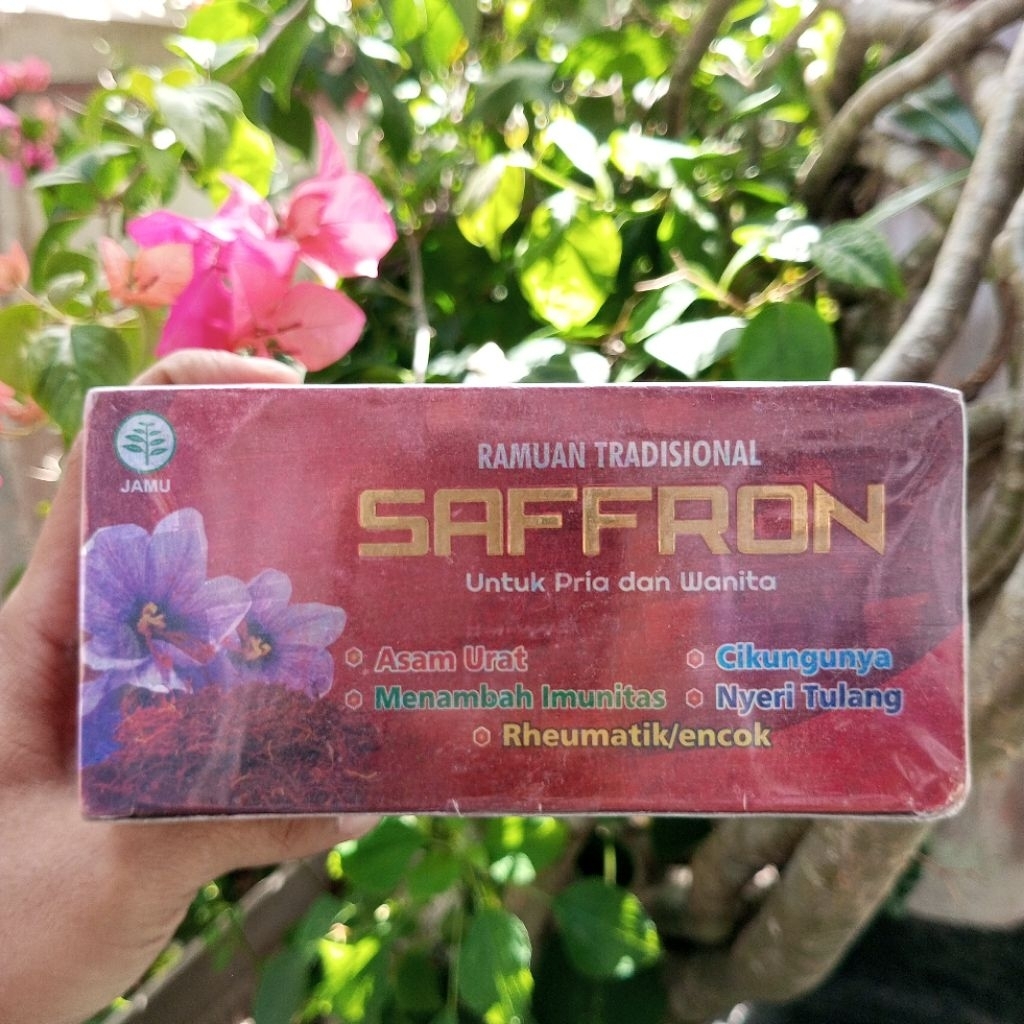 JAMU
RAMUAN TRADISIONAL
SAFFRON
Untuk Pria dan Wanita
Asam Urat
Cikungunya
Menambah Imunitas
Nyeri Tulang
Rheumatik/encok